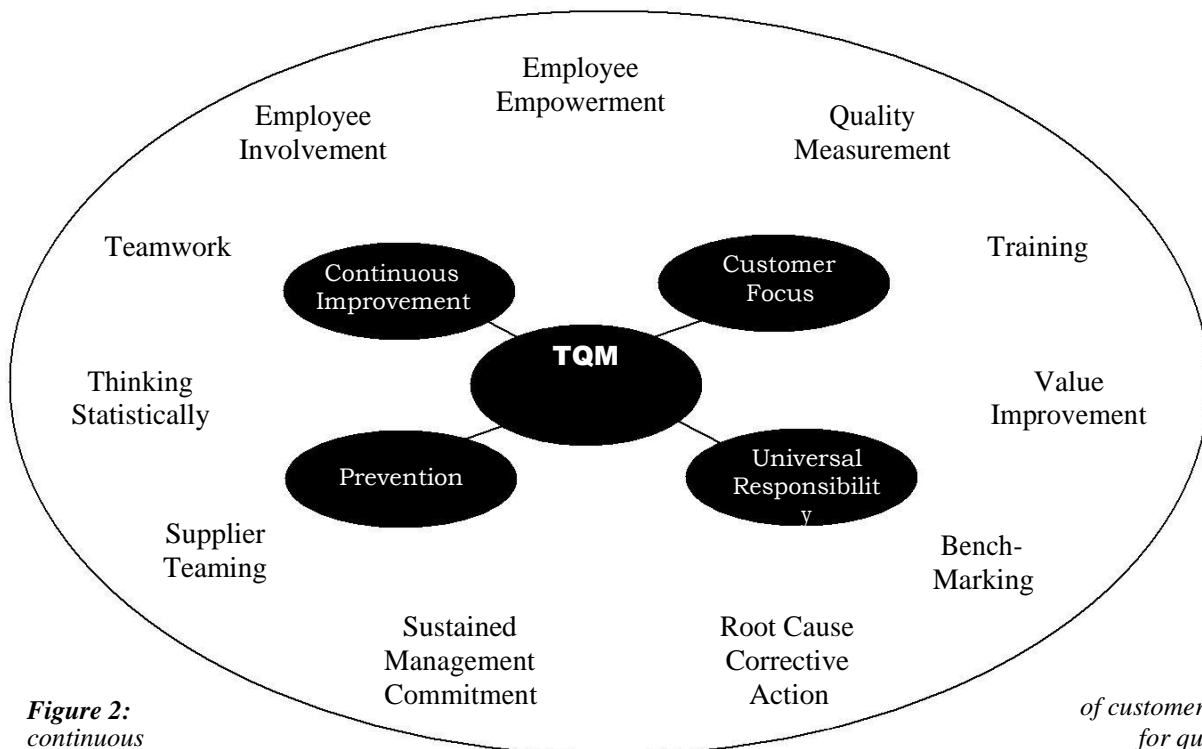 Employee
Empowerment
Employee
Involvement
Quality
Measurement
Teamwork
Training
Continuous
Improvement
Customer
Focus
TQM
Thinking
Statistically
Value
Improvement
Prevention
Universal
Responsibilit
y
Supplier
Teaming
Bench-
Marking
Sustained
Management
Commitment
Root Cause
Corrective
Action
Figure 2:
of customer
continuous
for qu